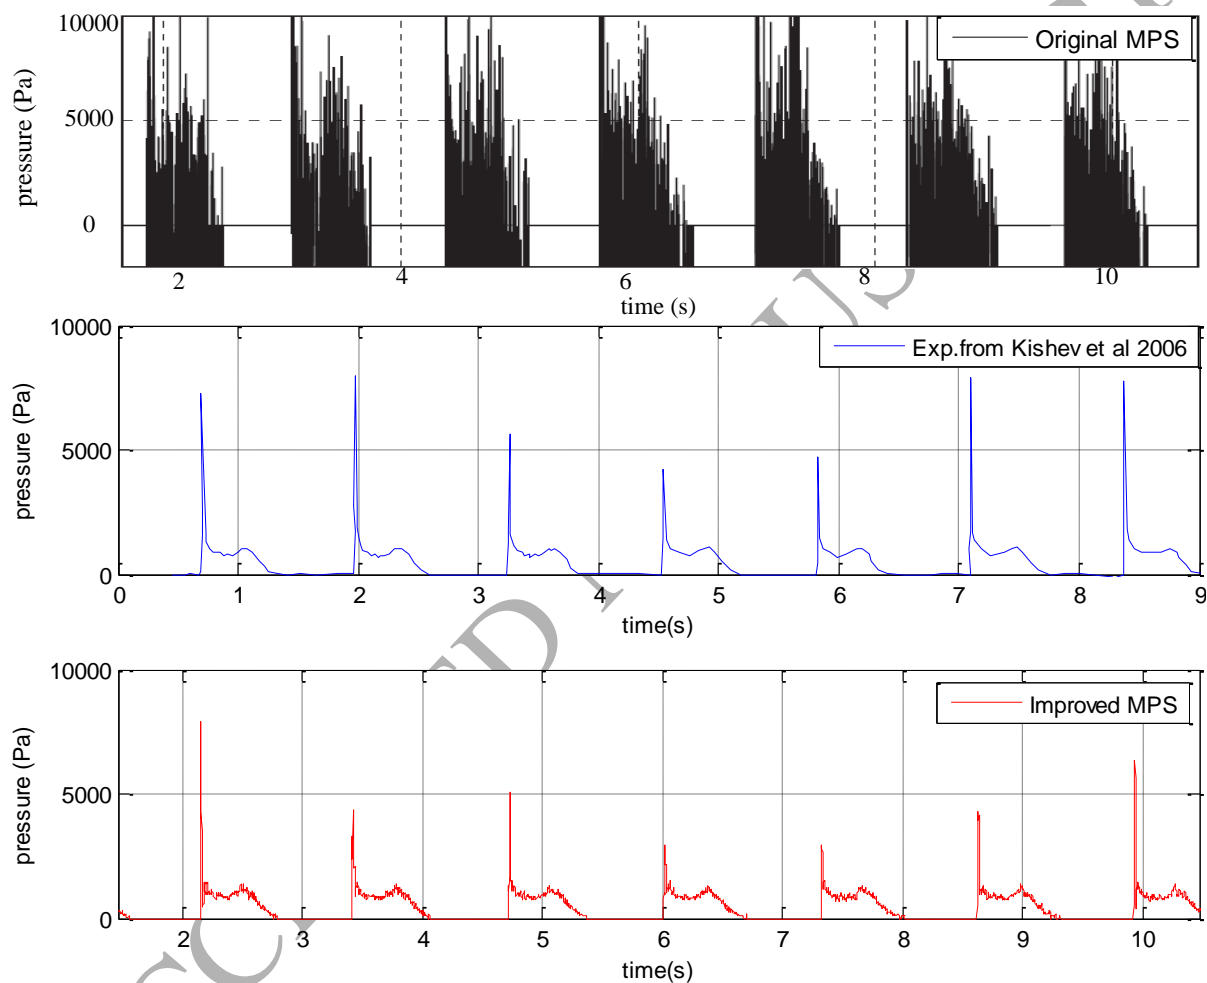 10000
Original MPS
5000
pressure (Pa)
0
2 4 6 8 10
time (s)
10000
Exp.from Kishev et al 2006
5000
pressure (Pa)
0
0 1 2 3 4 5 6 7 8 9
time(s)
10000
Improved MPS
5000
pressure (Pa)
0
2 3 4 5 6 7 8 9 10
time(s)